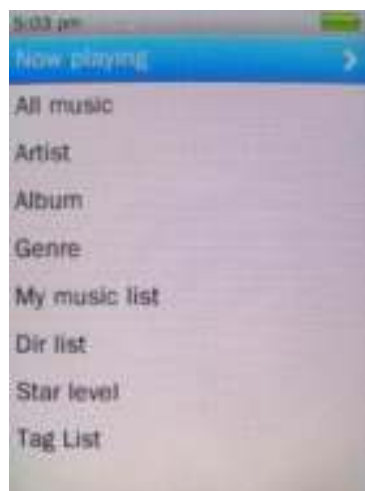 5:03 pm
Now playing
All music
Artist
Album
Genre
My music list
Dir list
Star level
Tag List